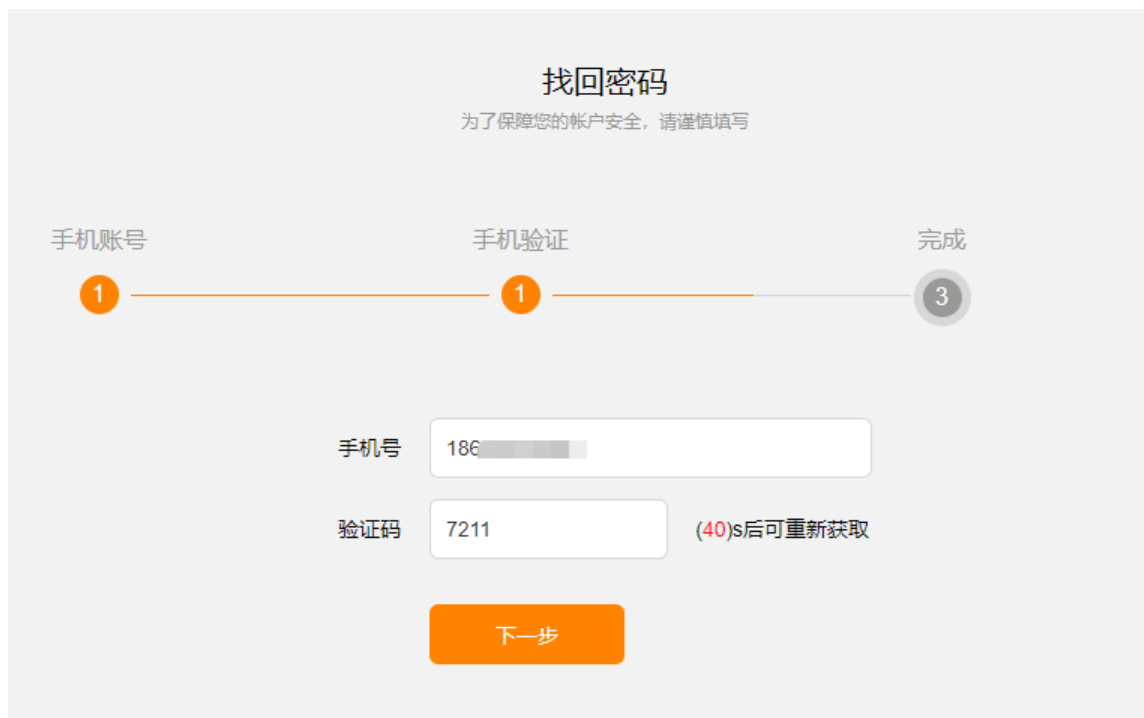 找回密码
为了保障您的帐户安全，请谨慎填写
手机账号 手机验证 完成
1 1 3
手机号 186
验证码 7211 (40)s后可重新获取
下一步